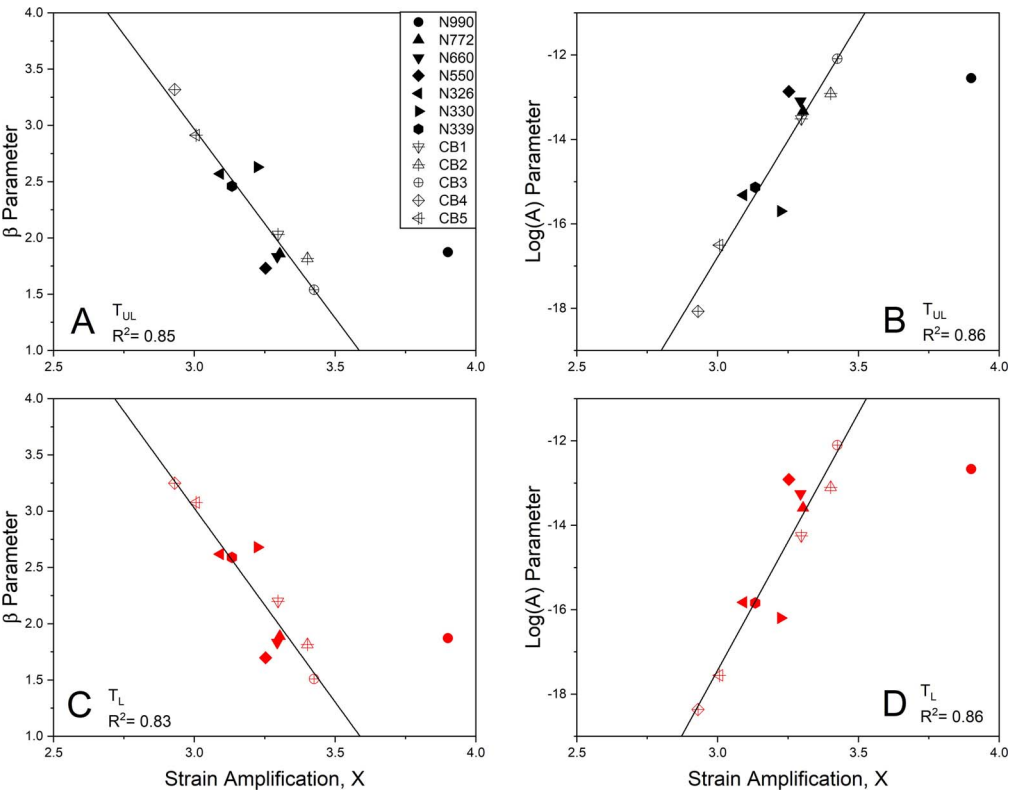 4.0
3.5
3.0
2.5
2.0
1.5
1.0
β Parameter
2.5
3.0
3.5
4.0
N990
N772
N660
N550
N326
N330
N339
CB1
CB2
CB3
CB4
CB5
A
T_UL
R²= 0.85
-12
-14
-16
-18
Log(A) Parameter
2.5
3.0
3.5
4.0
B
T_UL
R²= 0.86
4.0
3.5
3.0
2.5
2.0
1.5
1.0
β Parameter
2.5
3.0
3.5
4.0
Strain Amplification, X
C
T_L
R²= 0.83
-12
-14
-16
-18
Log(A) Parameter
2.5
3.0
3.5
4.0
Strain Amplification, X
D
T_L
R²= 0.86